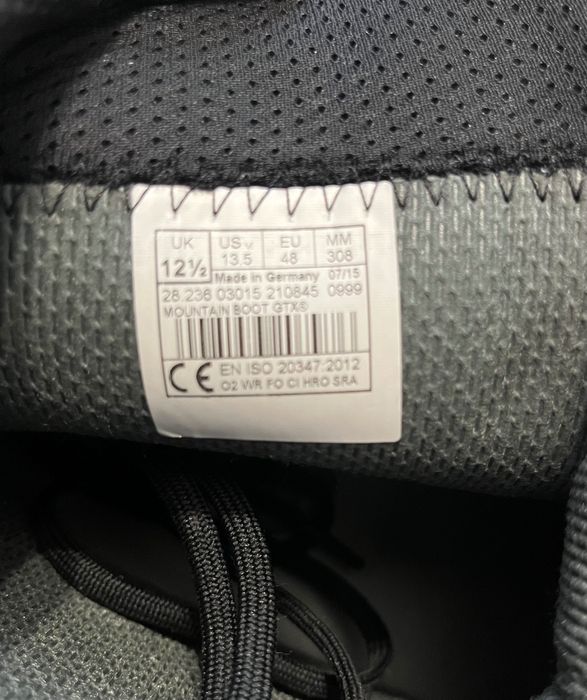 UK US EU MM
12½ 13.5 48 308
Made in Germany 07/15
28 236 03015 210845 0999
MOUNTAIN BOOT GTX®
CE EN ISO 20347:2012
O2 WR FO CI HRO SRA